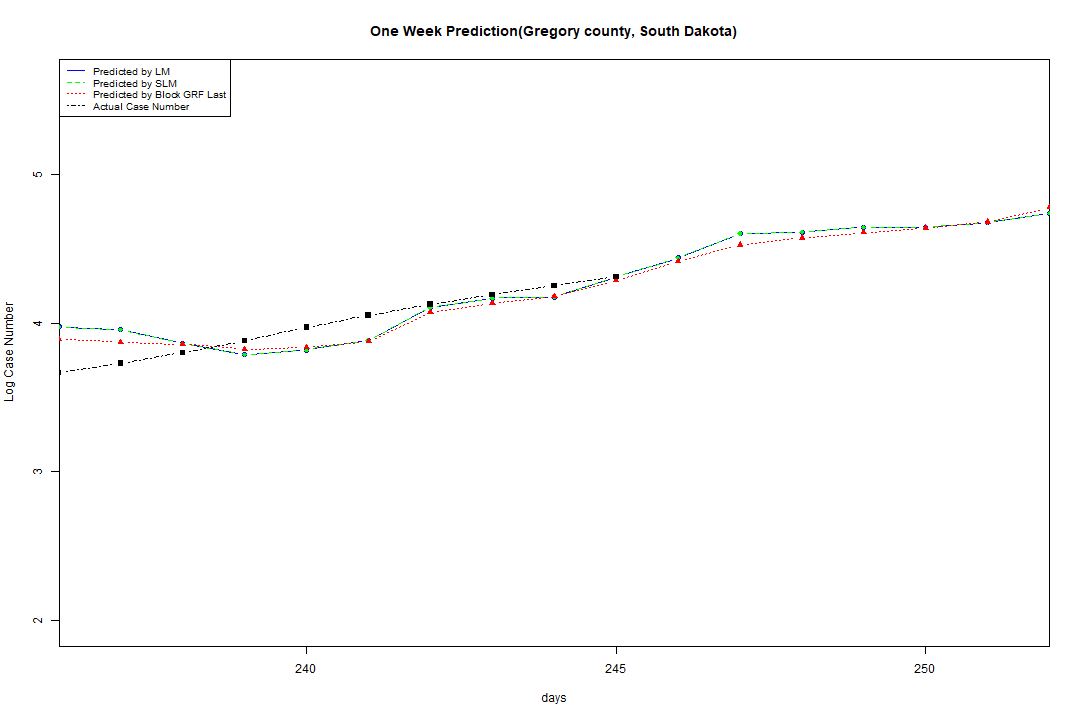 One Week Prediction(Gregory county, South Dakota)
Predicted by LM
Predicted by SLM
Predicted by Block GRF Last
Actual Case Number
5
4
3
2
Log Case Number
240
245
250
days